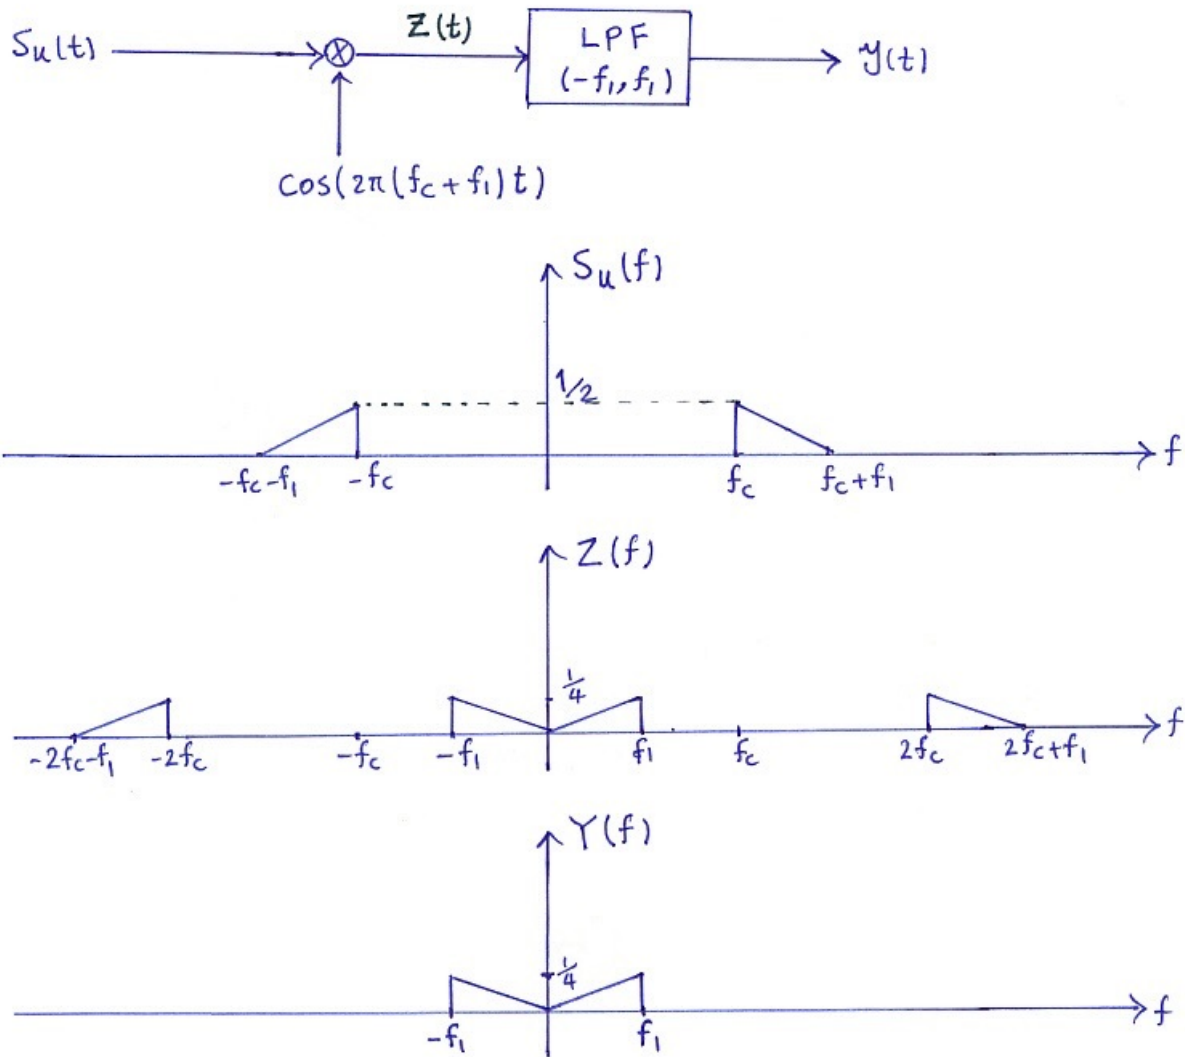 Su(t)
Z(t)
LPF
(-f₁, f₁)
y(t)
cos(2π(fc+f₁)t)
Su(f)
1/2
-fc-f₁ -fc fc fc+f₁ f
Z(f)
1/4
-2fc-f₁ -2fc -fc -f₁ f₁ fc 2fc 2fc+f₁ f
Y(f)
1/4
-f₁ f₁ f